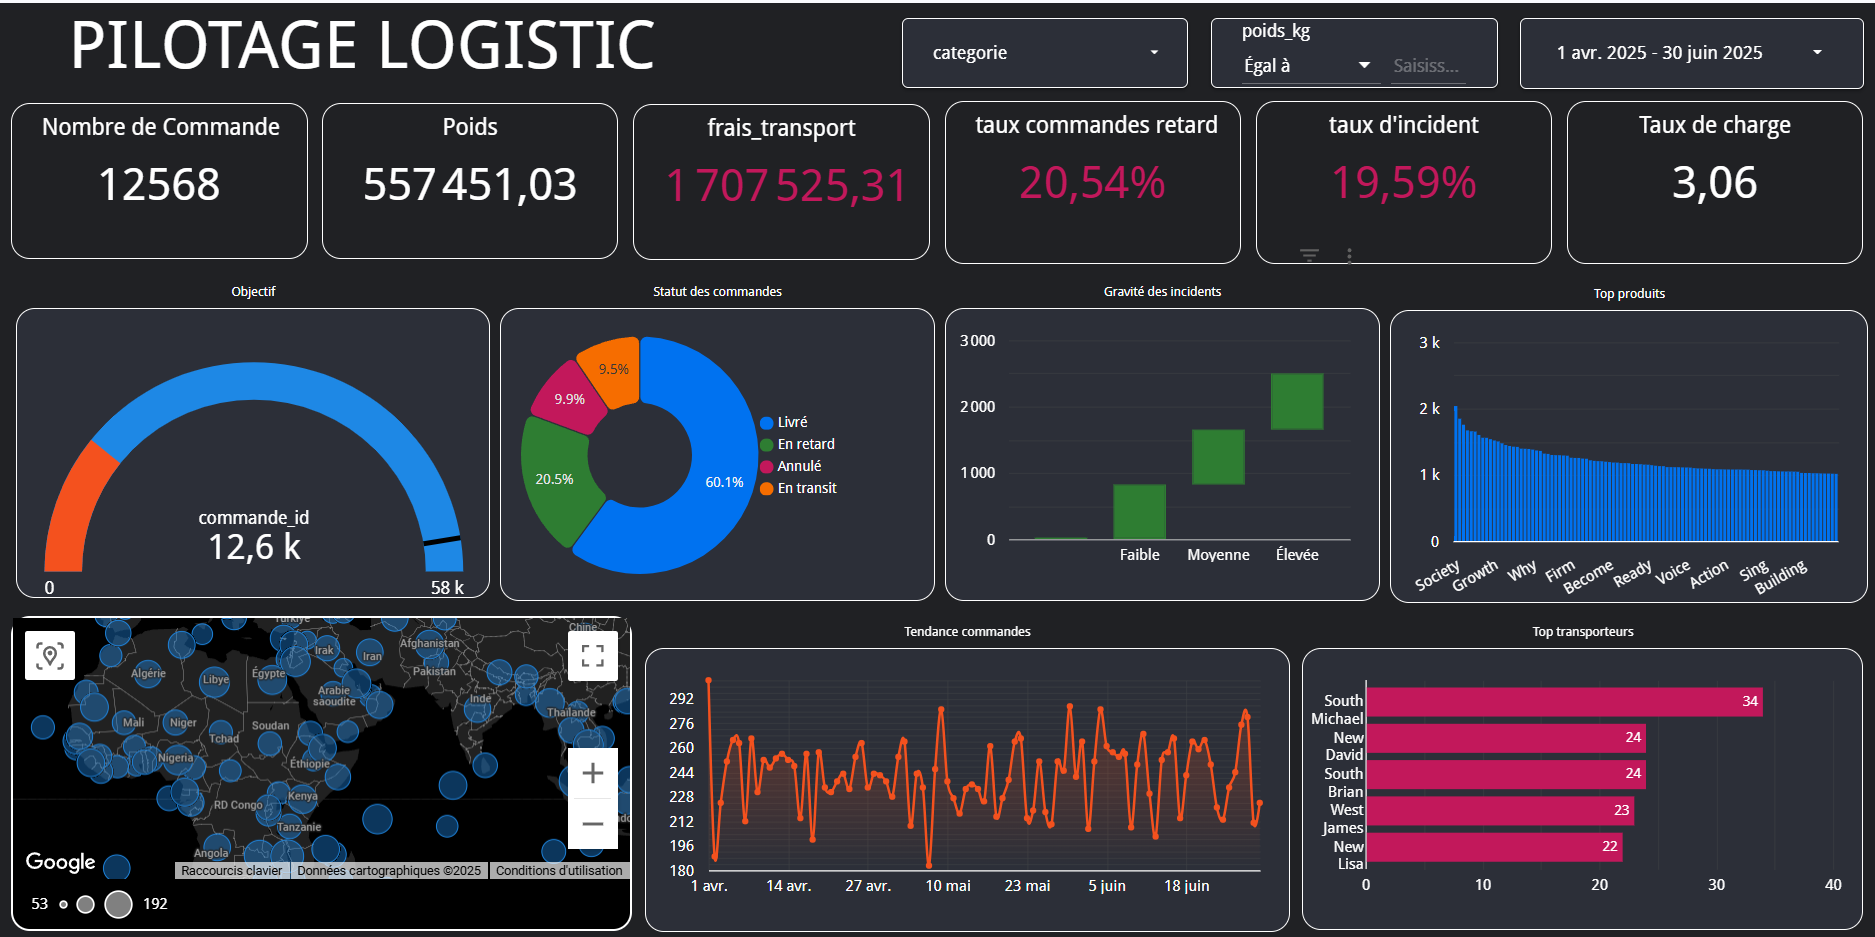 PILOTAGE LOGISTIC
categorie
poids_kg
Égal à
Saisiss...
1 avr. 2025 - 30 juin 2025
Nombre de Commande
12568
Poids
557 451,03
frais_transport
1 707 525,31
taux commandes retard
20,54%
taux d'incident
19,59%
Taux de charge
3,06
Objectif
commande_id
12,6 k
0
58 k
Statut des commandes
9.5%
9.9%
20.5%
60.1%
Livré
En retard
Annulé
En transit
Gravité des incidents
3 000
2 000
1 000
0
Faible
Moyenne
Élevée
Top produits
3 k
2 k
1 k
0
Society
Growth
Why
Firm
Become
Ready
Voice
Action
Sing
Building
Turkiye
Chine
Afghanistan
Irak
Iran
Pakistan
Algérie
Libye
Égypte
Arabie
saoudite
Inde
Thaïlande
Mali
Niger
Soudan
Tchad
Nigeria
Éthiopie
RD Congo
Kenya
Tanzanie
Angola
Google
Raccourcis clavier
Données cartographiques ©2025
Conditions d'utilisation
53
192
Tendance commandes
292
276
260
244
228
212
196
180
1 avr.
14 avr.
27 avr.
10 mai
23 mai
5 juin
18 juin
Top transporteurs
South
Michael
New
David
South
Brian
West
James
New
Lisa
34
24
24
23
22
0
10
20
30
40